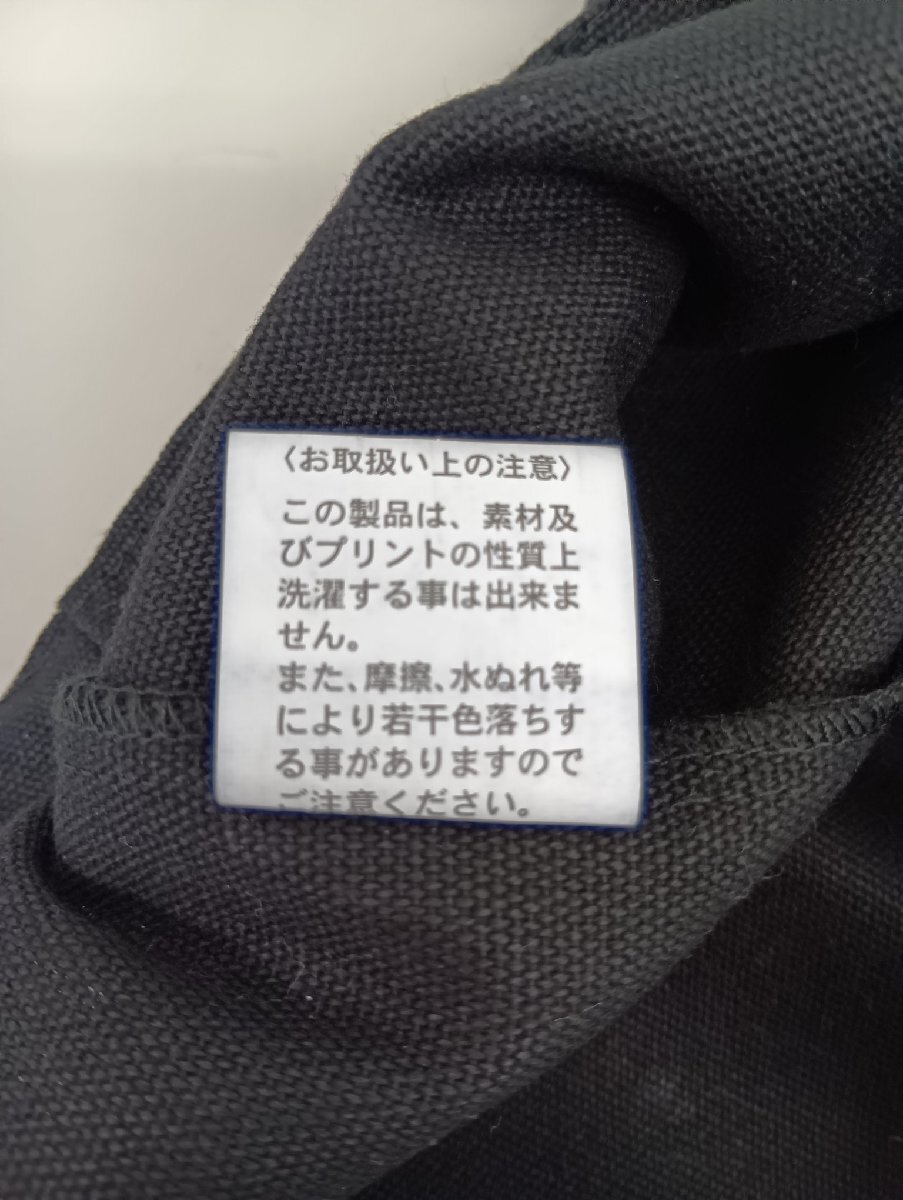 〈お取扱い上の注意〉
この製品は、素材及
びプリントの性質上
洗濯する事は出来ま
せん。
また、摩擦、水ぬれ等
により若干色落ちす
る事がありますので
ご注意ください。